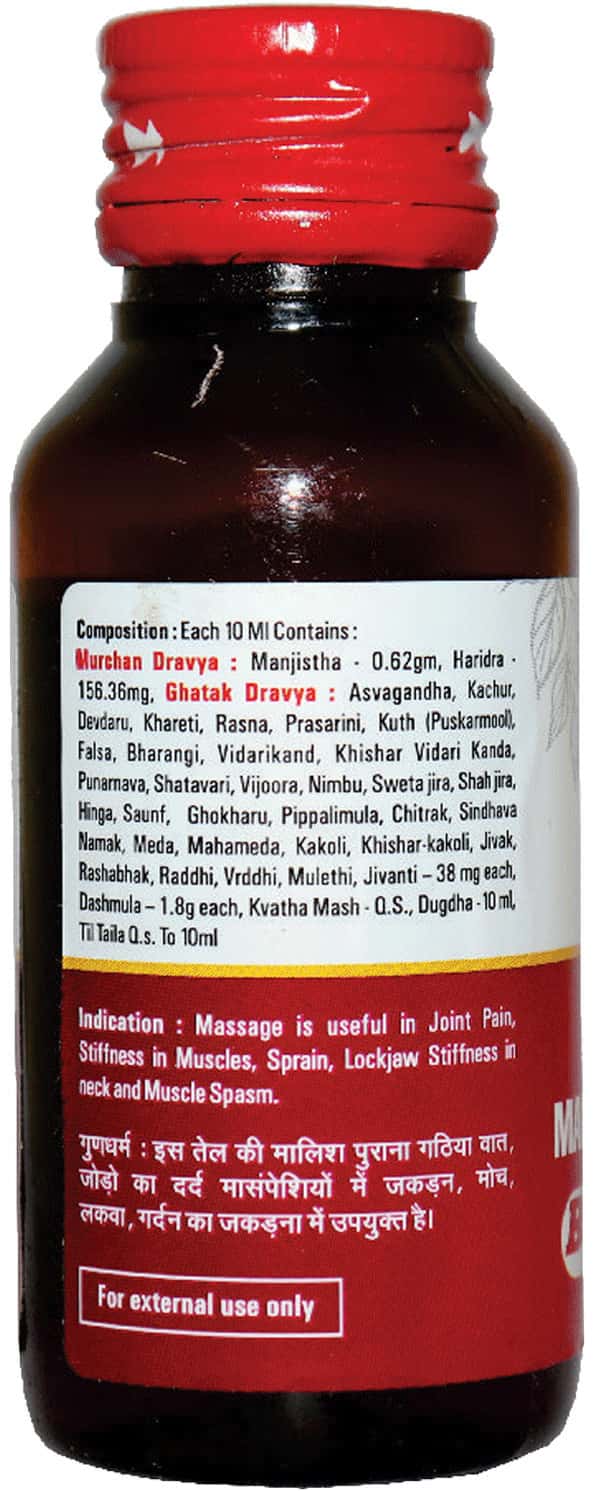 Composition : Each 10 Ml Contains :
Murchan Dravya : Manjistha - 0.62gm, Haridra -
156.36mg, Ghatak Dravya : Asvagandha, Kachur,
Devdaru, Khareti, Rasna, Prasarini, Kuth (Puskarmool),
Falsa, Bharangi, Vidarikand, Khishar Vidari Kanda,
Punarnava, Shatavari, Vijoora, Nimbu, Sweta jira, Shah jira,
Hinga, Saunf, Ghokharu, Pippalimula, Chitrak, Sindhava
Namak, Meda, Mahameda, Kakoli, Khishar-kakoli, Jivak,
Rashabhak, Raddhi, Vrddhi, Mulethi, Jivanti – 38 mg each,
Dashmula – 1.8g each, Kvatha Mash - Q.S., Dugdha - 10 ml,
Til Taila Q.s. To 10ml
Indication : Massage is useful in Joint Pain,
Stiffness in Muscles, Sprain, Lockjaw Stiffness in
neck and Muscle Spasm.
गुणधर्म : इस तेल की मालिश पुराना गठिया वात,
जोड़ो का दर्द मासंपेशियों में जकड़न, मोच,
लकवा, गर्दन का जकड़ना में उपयुक्त है।
For external use only